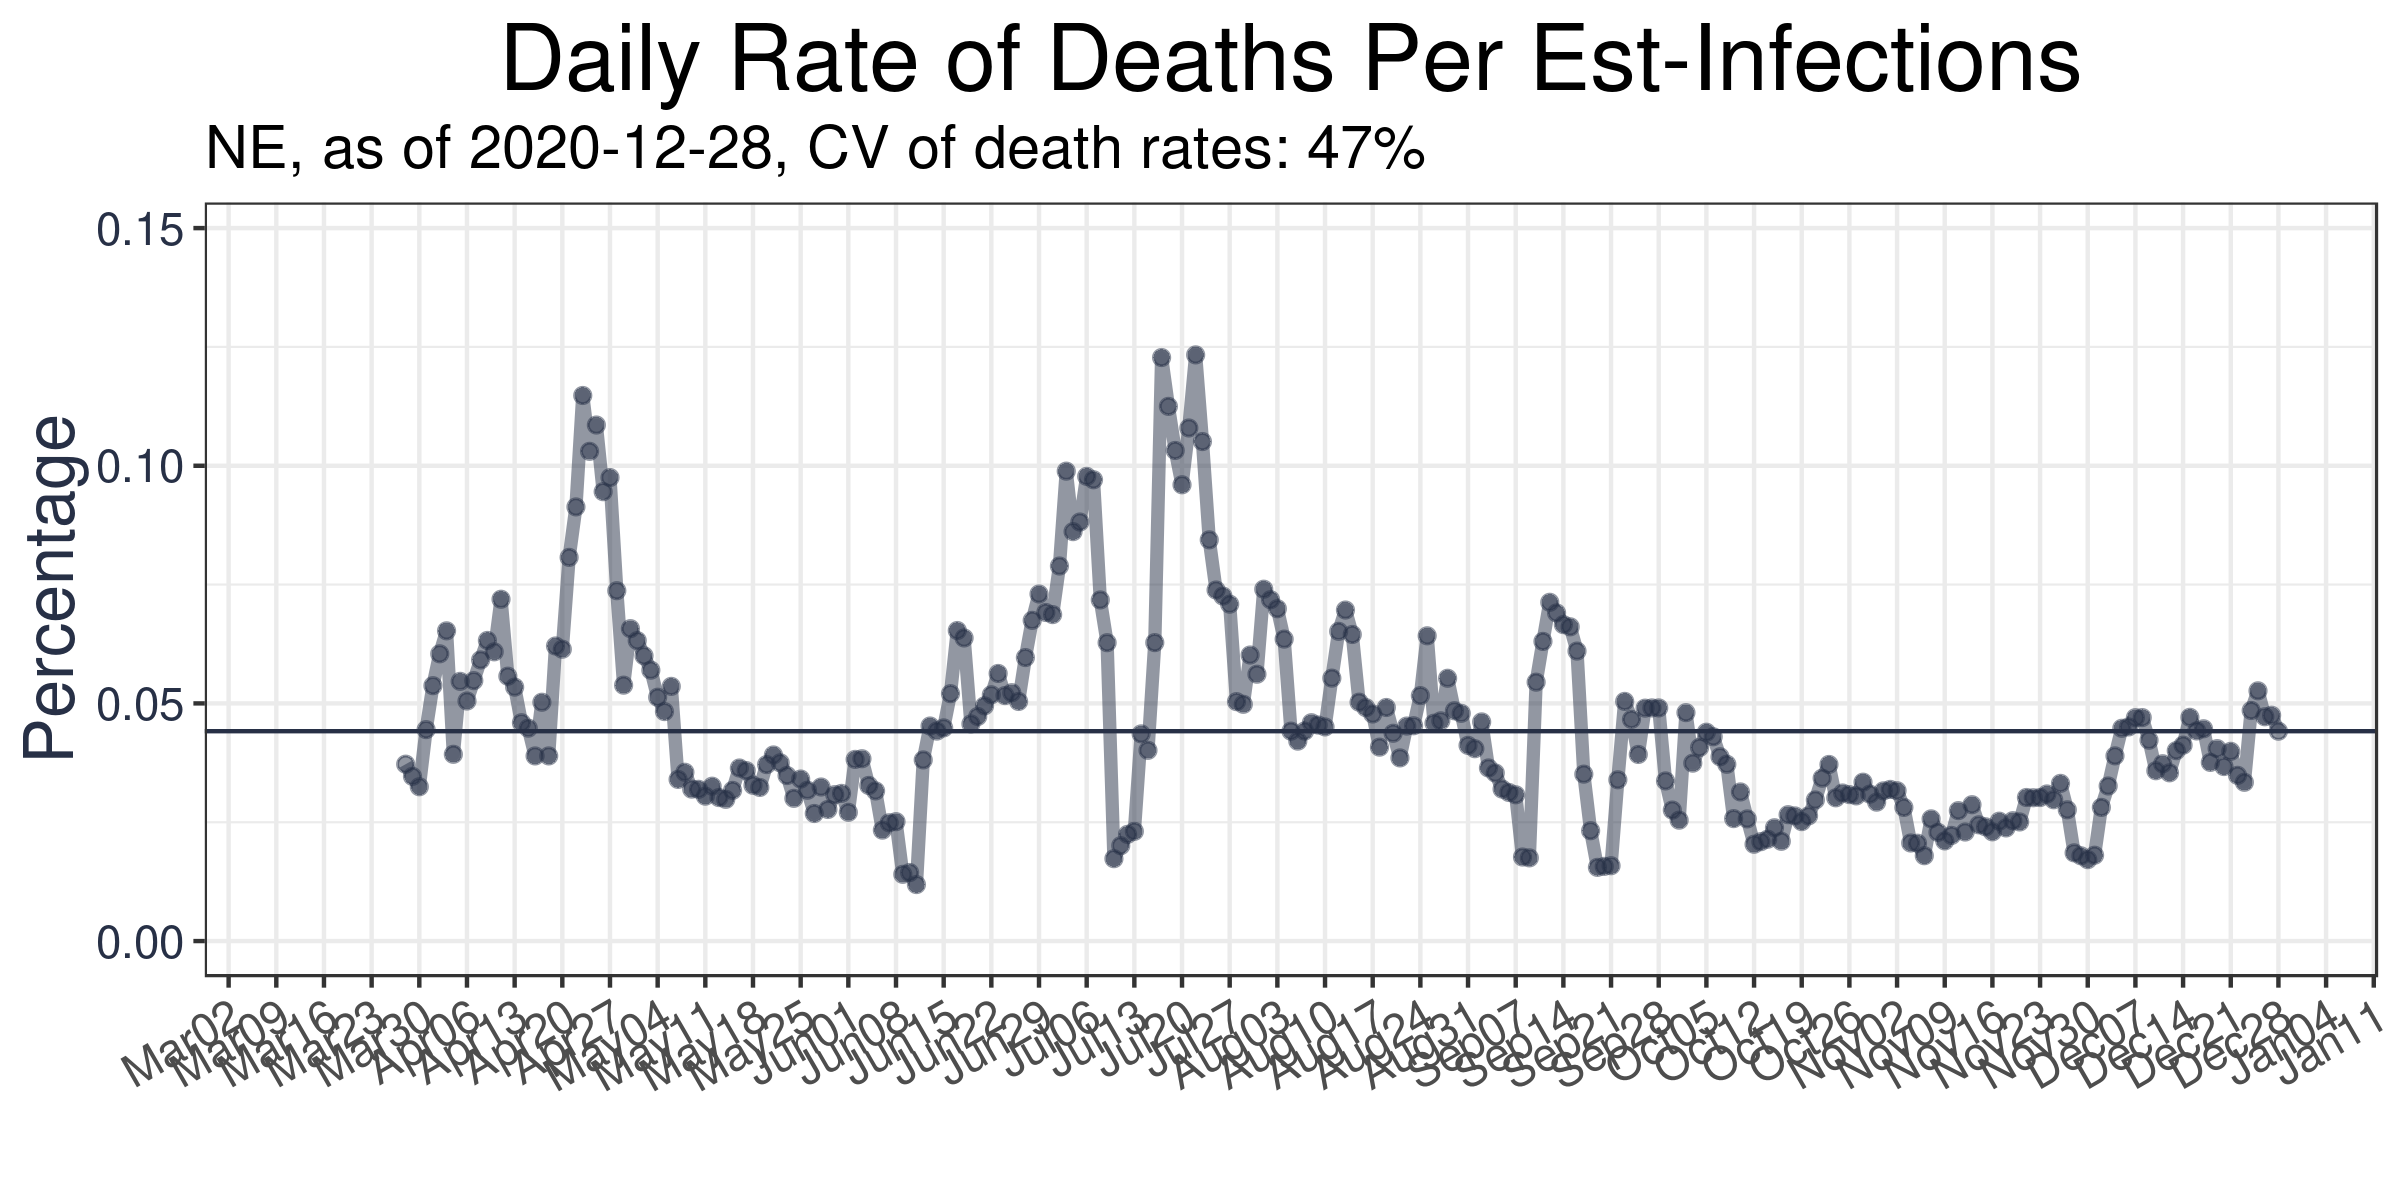 Daily Rate of Deaths Per Est-Infections
NE, as of 2020-12-28, CV of death rates: 47%
Percentage
0.15
0.10
0.05
0.00
Mar02
Mar09
Mar16
Mar23
Mar30
Apr06
Apr13
Apr20
Apr27
May04
May11
May18
May25
Jun01
Jun08
Jun15
Jun22
Jun29
Jul06
Jul13
Jul20
Jul27
Aug03
Aug10
Aug17
Aug24
Aug31
Sep07
Sep14
Sep21
Sep28
Oct05
Oct12
Oct19
Oct26
Nov02
Nov09
Nov16
Nov23
Nov30
Dec07
Dec14
Dec21
Dec28
Jan04
Jan11